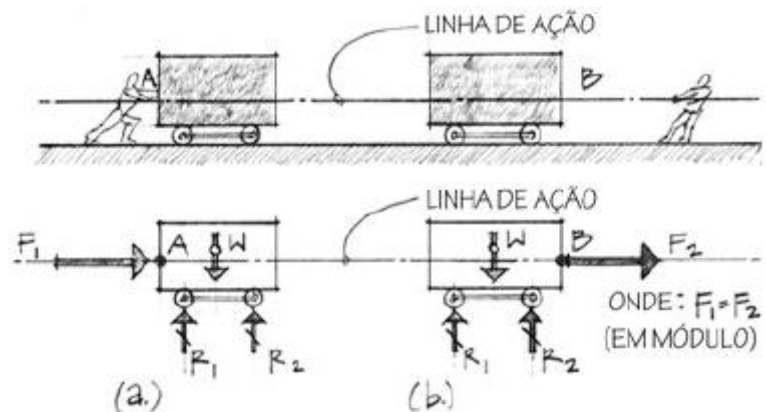 LINHA DE AÇÃO
A
B
LINHA DE AÇÃO
F₁
A
W
W
B
F₂
ONDE: F₁=F₂
(EM MÓDULO)
R₁
R₂
R₁
R₂
(a.)
(b.)